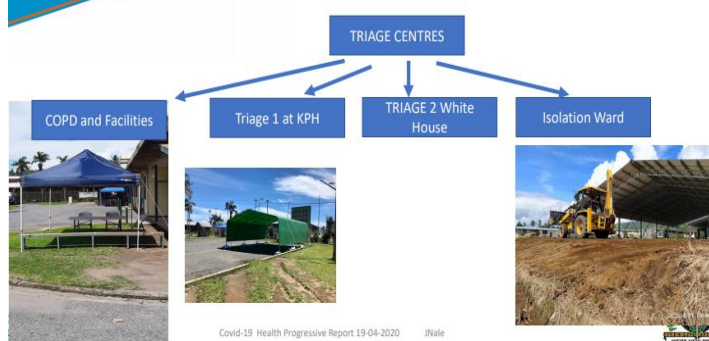 TRIAGE CENTRES
COPD and Facilities
Triage 1 at KPH
TRIAGE 2 White
House
Isolation Ward
Covid-19 Health Progressive Report 19-04-2020 JNale